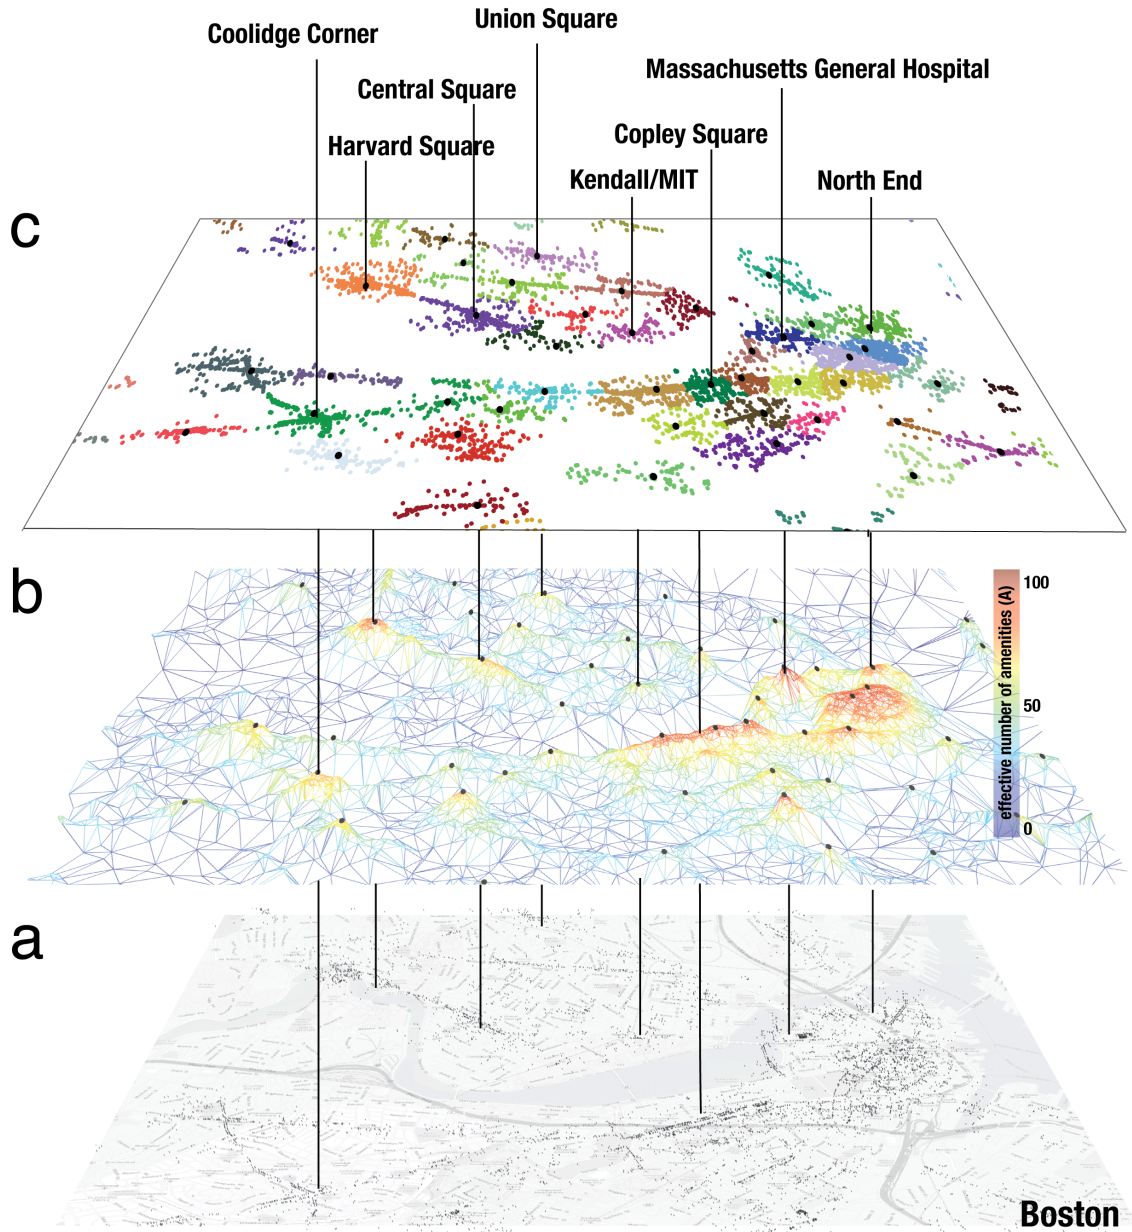 Union Square
Coolidge Corner
Massachusetts General Hospital
Central Square
Copley Square
Harvard Square
Kendall/MIT
North End
c
b
100
50
0
effective number of amenities (A)
a
Boston